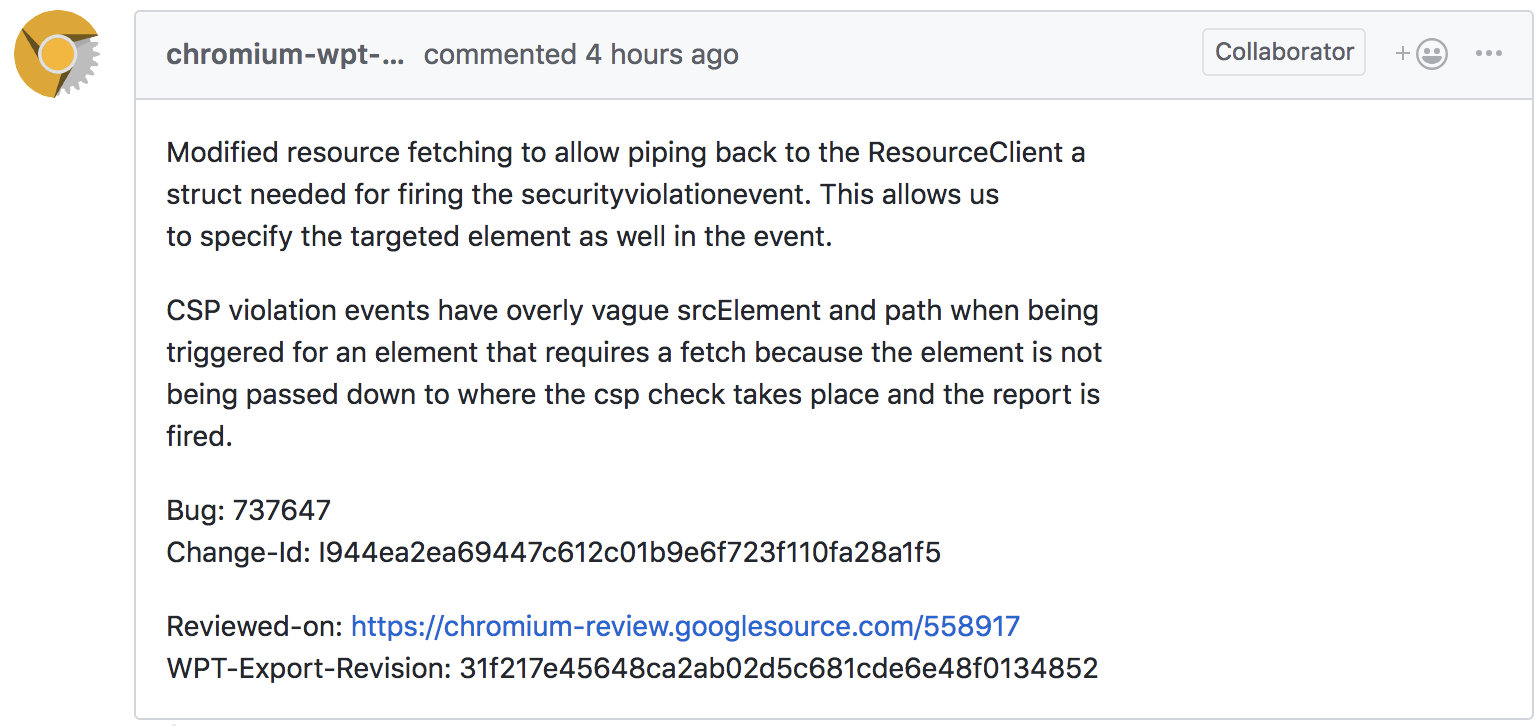 chromium-wpt-... commented 4 hours ago Collaborator +
Modified resource fetching to allow piping back to the ResourceClient a
struct needed for firing the securityviolationevent. This allows us
to specify the targeted element as well in the event.
CSP violation events have overly vague srcElement and path when being
triggered for an element that requires a fetch because the element is not
being passed down to where the csp check takes place and the report is
fired.
Bug: 737647
Change-Id: I944ea2ea69447c612c01b9e6f723f110fa28a1f5
Reviewed-on: https://chromium-review.googlesource.com/558917
WPT-Export-Revision: 31f217e45648ca2ab02d5c681cde6e48f0134852